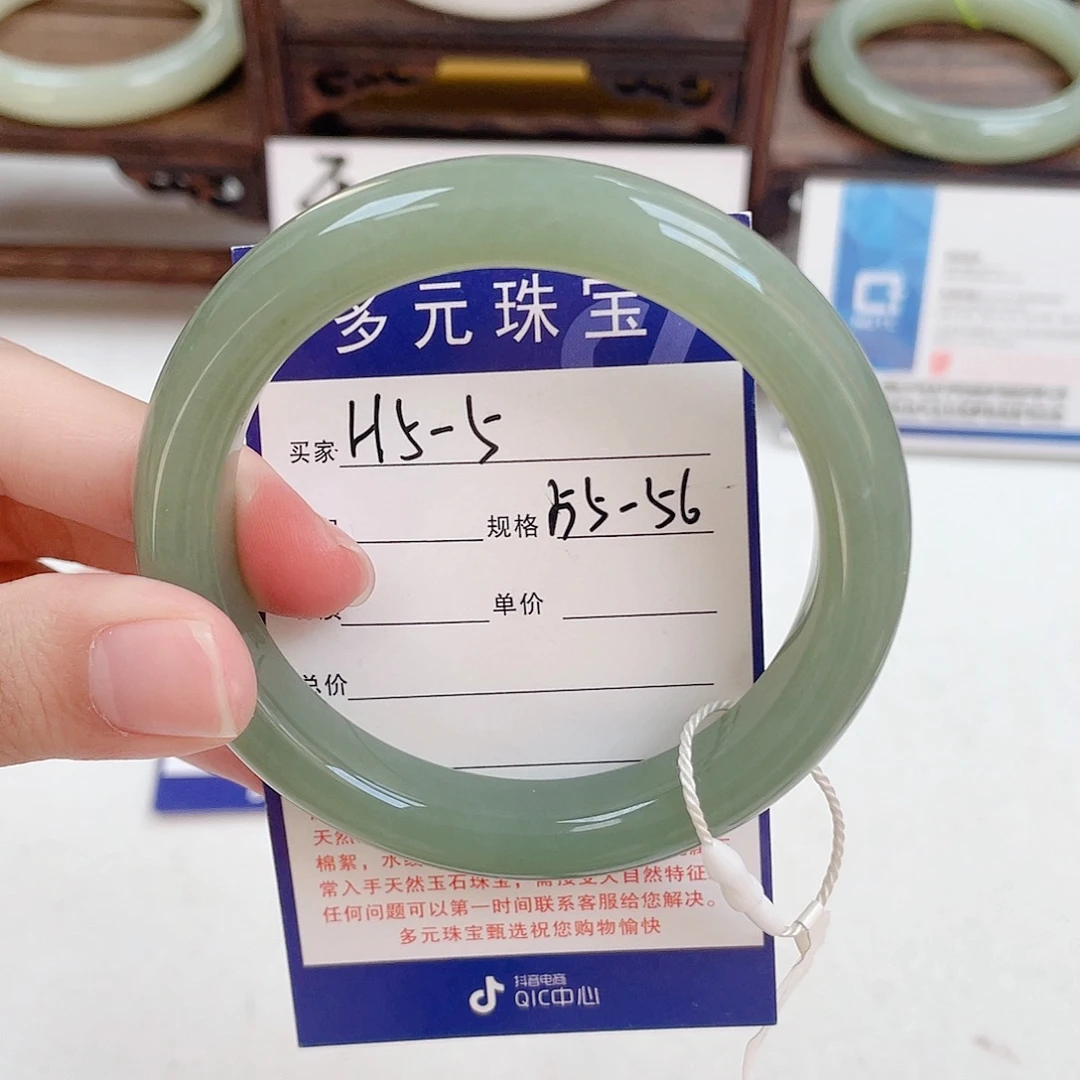 多元珠宝
买家 H5-5
规格 55-56
单价
总价
天然
棉絮，水
常入手天然玉石珠宝，需接受大自然特征
任何问题可以第一时间联系客服给您解决。
多元珠宝甄选祝您购物愉快
抖音电商
QIC中心